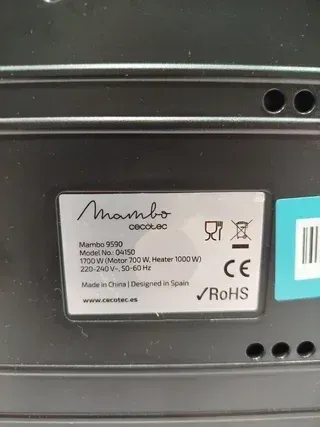 Mambo
cecotec
Mambo 9590
Model No.: 04150
1700 W (Motor 700 W, Heater 1000 W)
220-240 V~, 50-60 Hz
Made in China | Designed in Spain
www.cecotec.es
CE
✓RoHS